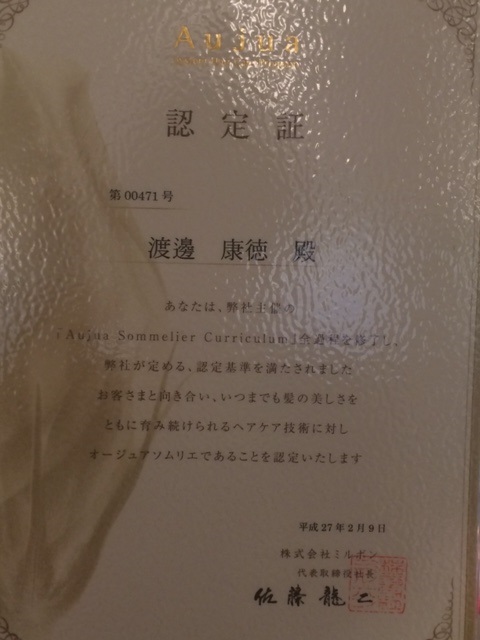 Aujua
認定証
第00471号
渡邊 康徳 殿
あなたは、弊社主催の
「Aujua Sommelier Curriculum」全過程を修了し、
弊社が定める、認定基準を満たされました
お客さまと向き合い、いつまでも髪の美しさを
ともに育み続けられるヘアケア技術に対し
オージュアソムリエであることを認定いたします
平成27年2月9日
株式会社ミルボン
代表取締役社長
佐藤 龍二